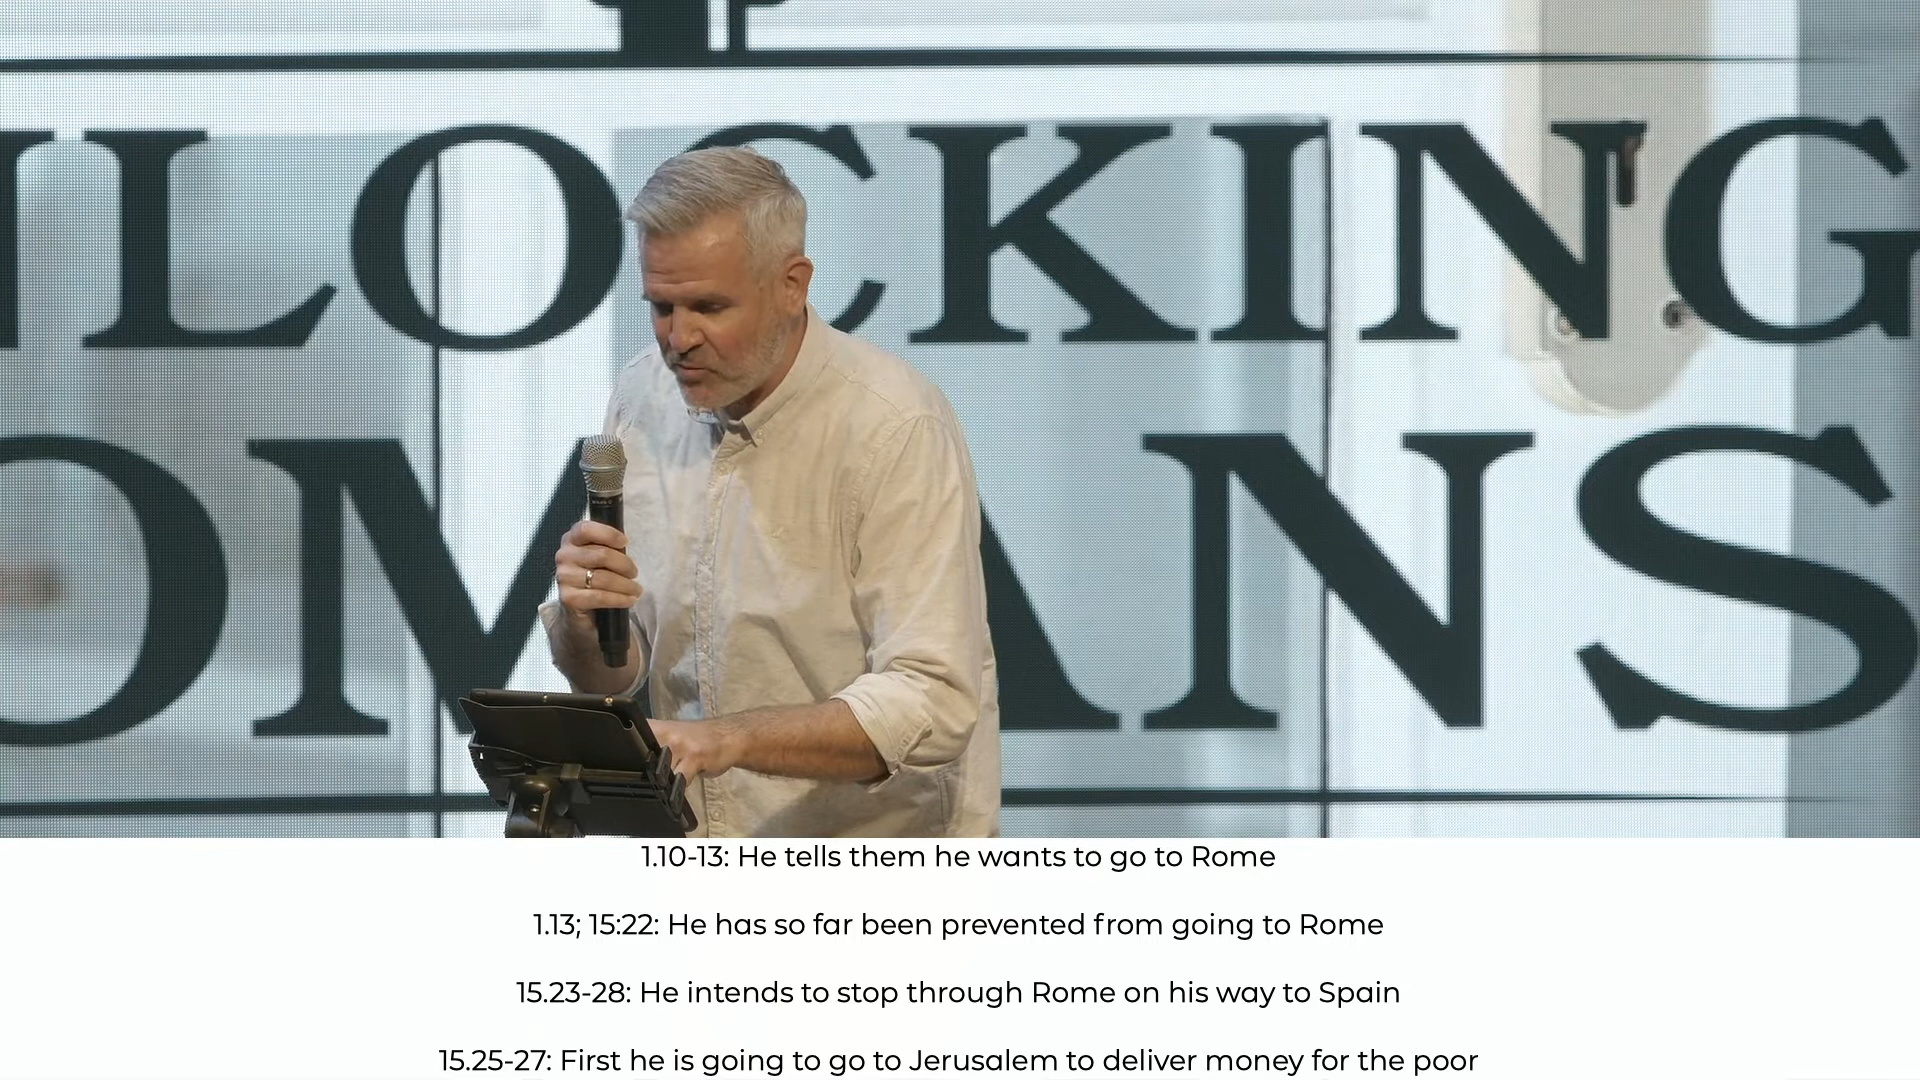 NLOCKING
OMANS
1.10-13: He tells them he wants to go to Rome
1.13; 15:22: He has so far been prevented from going to Rome
15.23-28: He intends to stop through Rome on his way to Spain
15.25-27: First he is going to go to Jerusalem to deliver money for the poor